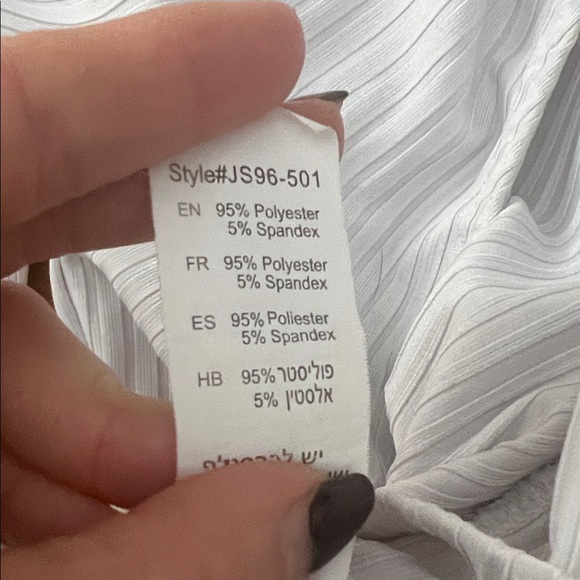 Style#JS96-501
EN 95% Polyester
5% Spandex
FR 95% Polyester
5% Spandex
ES 95% Poliester
5% Spandex
HB 95% פוליסטר
5% אלסטין
יש